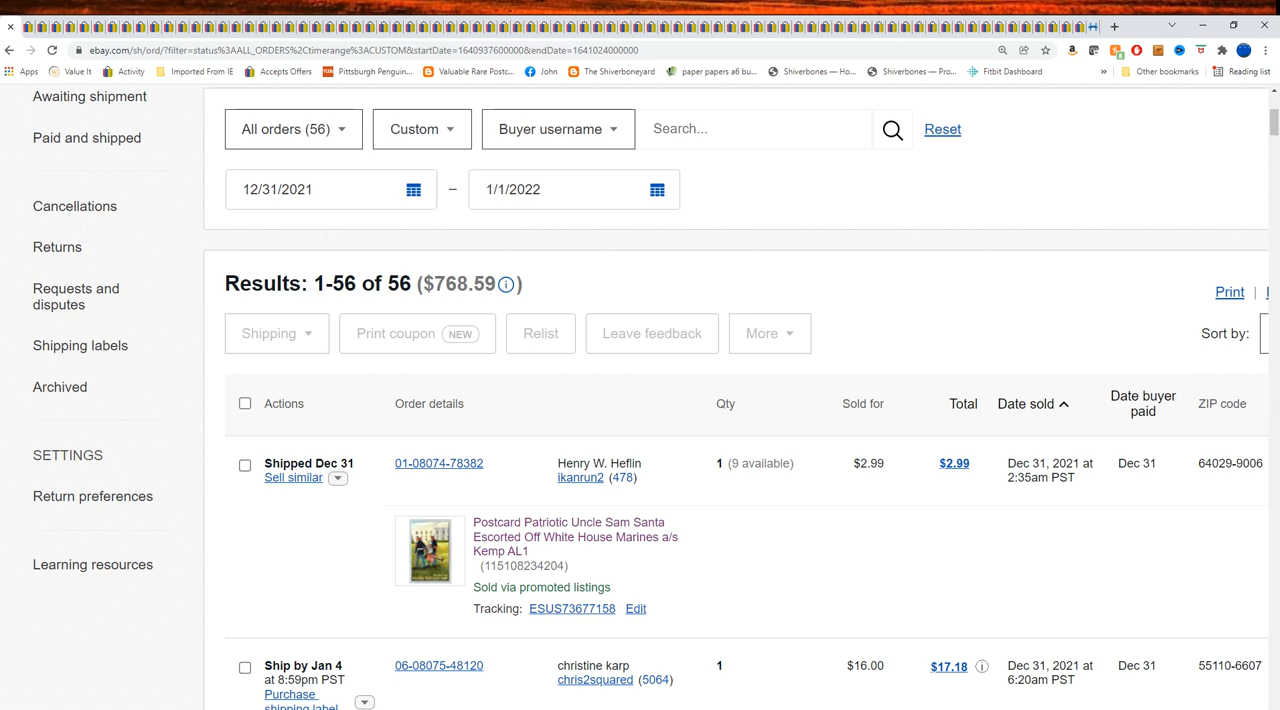 ebay.com/sh/ord/?filter=status%3AALL_ORDERS%2Ctimerange%3ACUSTOM&startDate=1640937600000&endDate=1641024000000
Apps Value It Activity Imported From IE Accepts Offers Pittsburgh Penguin... Valuable Rare Postc... John The Shiverboneyard paper papers a6 bu... Shiverbones — Ho... Shiverbones — Pro... Fitbit Dashboard » Other bookmarks Reading list
Awaiting shipment
Paid and shipped
Cancellations
Returns
Requests and
disputes
Shipping labels
Archived
SETTINGS
Return preferences
Learning resources
All orders (56) Custom Buyer username Search... Reset
12/31/2021 – 1/1/2022
Results: 1-56 of 56 ($768.59)
Print |
Shipping Print coupon NEW Relist Leave feedback More Sort by:
Actions Order details Qty Sold for Total Date sold Date buyer paid ZIP code
Shipped Dec 31 01-08074-78382 Henry W. Heflin 1 (9 available) $2.99 $2.99 Dec 31, 2021 at Dec 31 64029-9006
Sell similar ikanrun2 (478) 2:35am PST
Postcard Patriotic Uncle Sam Santa
Escorted Off White House Marines a/s
Kemp AL1
(115108234204)
Sold via promoted listings
Tracking: ESUS73677158 Edit
Ship by Jan 4 06-08075-48120 christine karp 1 $16.00 $17.18 Dec 31, 2021 at Dec 31 55110-6607
at 8:59pm PST chris2squared (5064) 6:20am PST
Purchase
shipping label